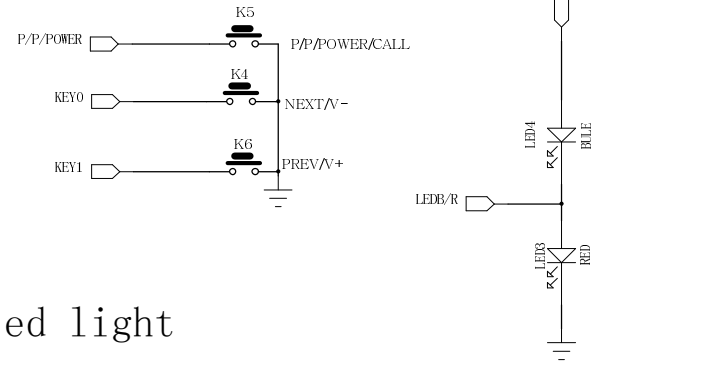 K5
P/P/POWER
P/P/POWER/CALL
K4
KEY0
NEXT/V-
K6
KEY1
PREV/V+
LED4
BULE
LEDB/R
LED3
RED
ed light